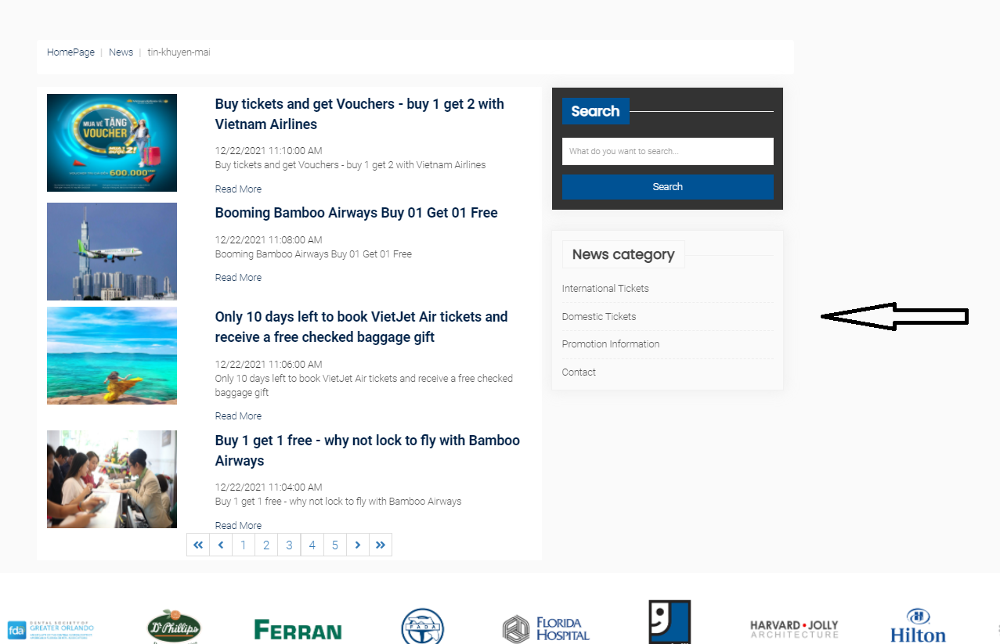 HomePage | News | tin-khuyen-mai
MUA VÉ TẶNG
VOUCHER
600.000
Buy tickets and get Vouchers - buy 1 get 2 with
Vietnam Airlines
12/22/2021 11:10:00 AM
Buy tickets and get Vouchers - buy 1 get 2 with Vietnam Airlines
Read More
Booming Bamboo Airways Buy 01 Get 01 Free
12/22/2021 11:08:00 AM
Booming Bamboo Airways Buy 01 Get 01 Free
Read More
Only 10 days left to book VietJet Air tickets and
receive a free checked baggage gift
12/22/2021 11:06:00 AM
Only 10 days left to book VietJet Air tickets and receive a free checked
baggage gift
Read More
Buy 1 get 1 free - why not lock to fly with Bamboo
Airways
12/22/2021 11:04:00 AM
Buy 1 get 1 free - why not lock to fly with Bamboo Airways
Read More
1 2 3 4 5
Search
What do you want to search...
Search
News category
International Tickets
Domestic Tickets
Promotion Information
Contact
fda
DENTAL SOCIETY OF
GREATER ORLANDO
Dr Phillips
FERRAN
FADA
FLORIDA
HOSPITAL
HARVARD • JOLLY
ARCHITECTURE
Hilton